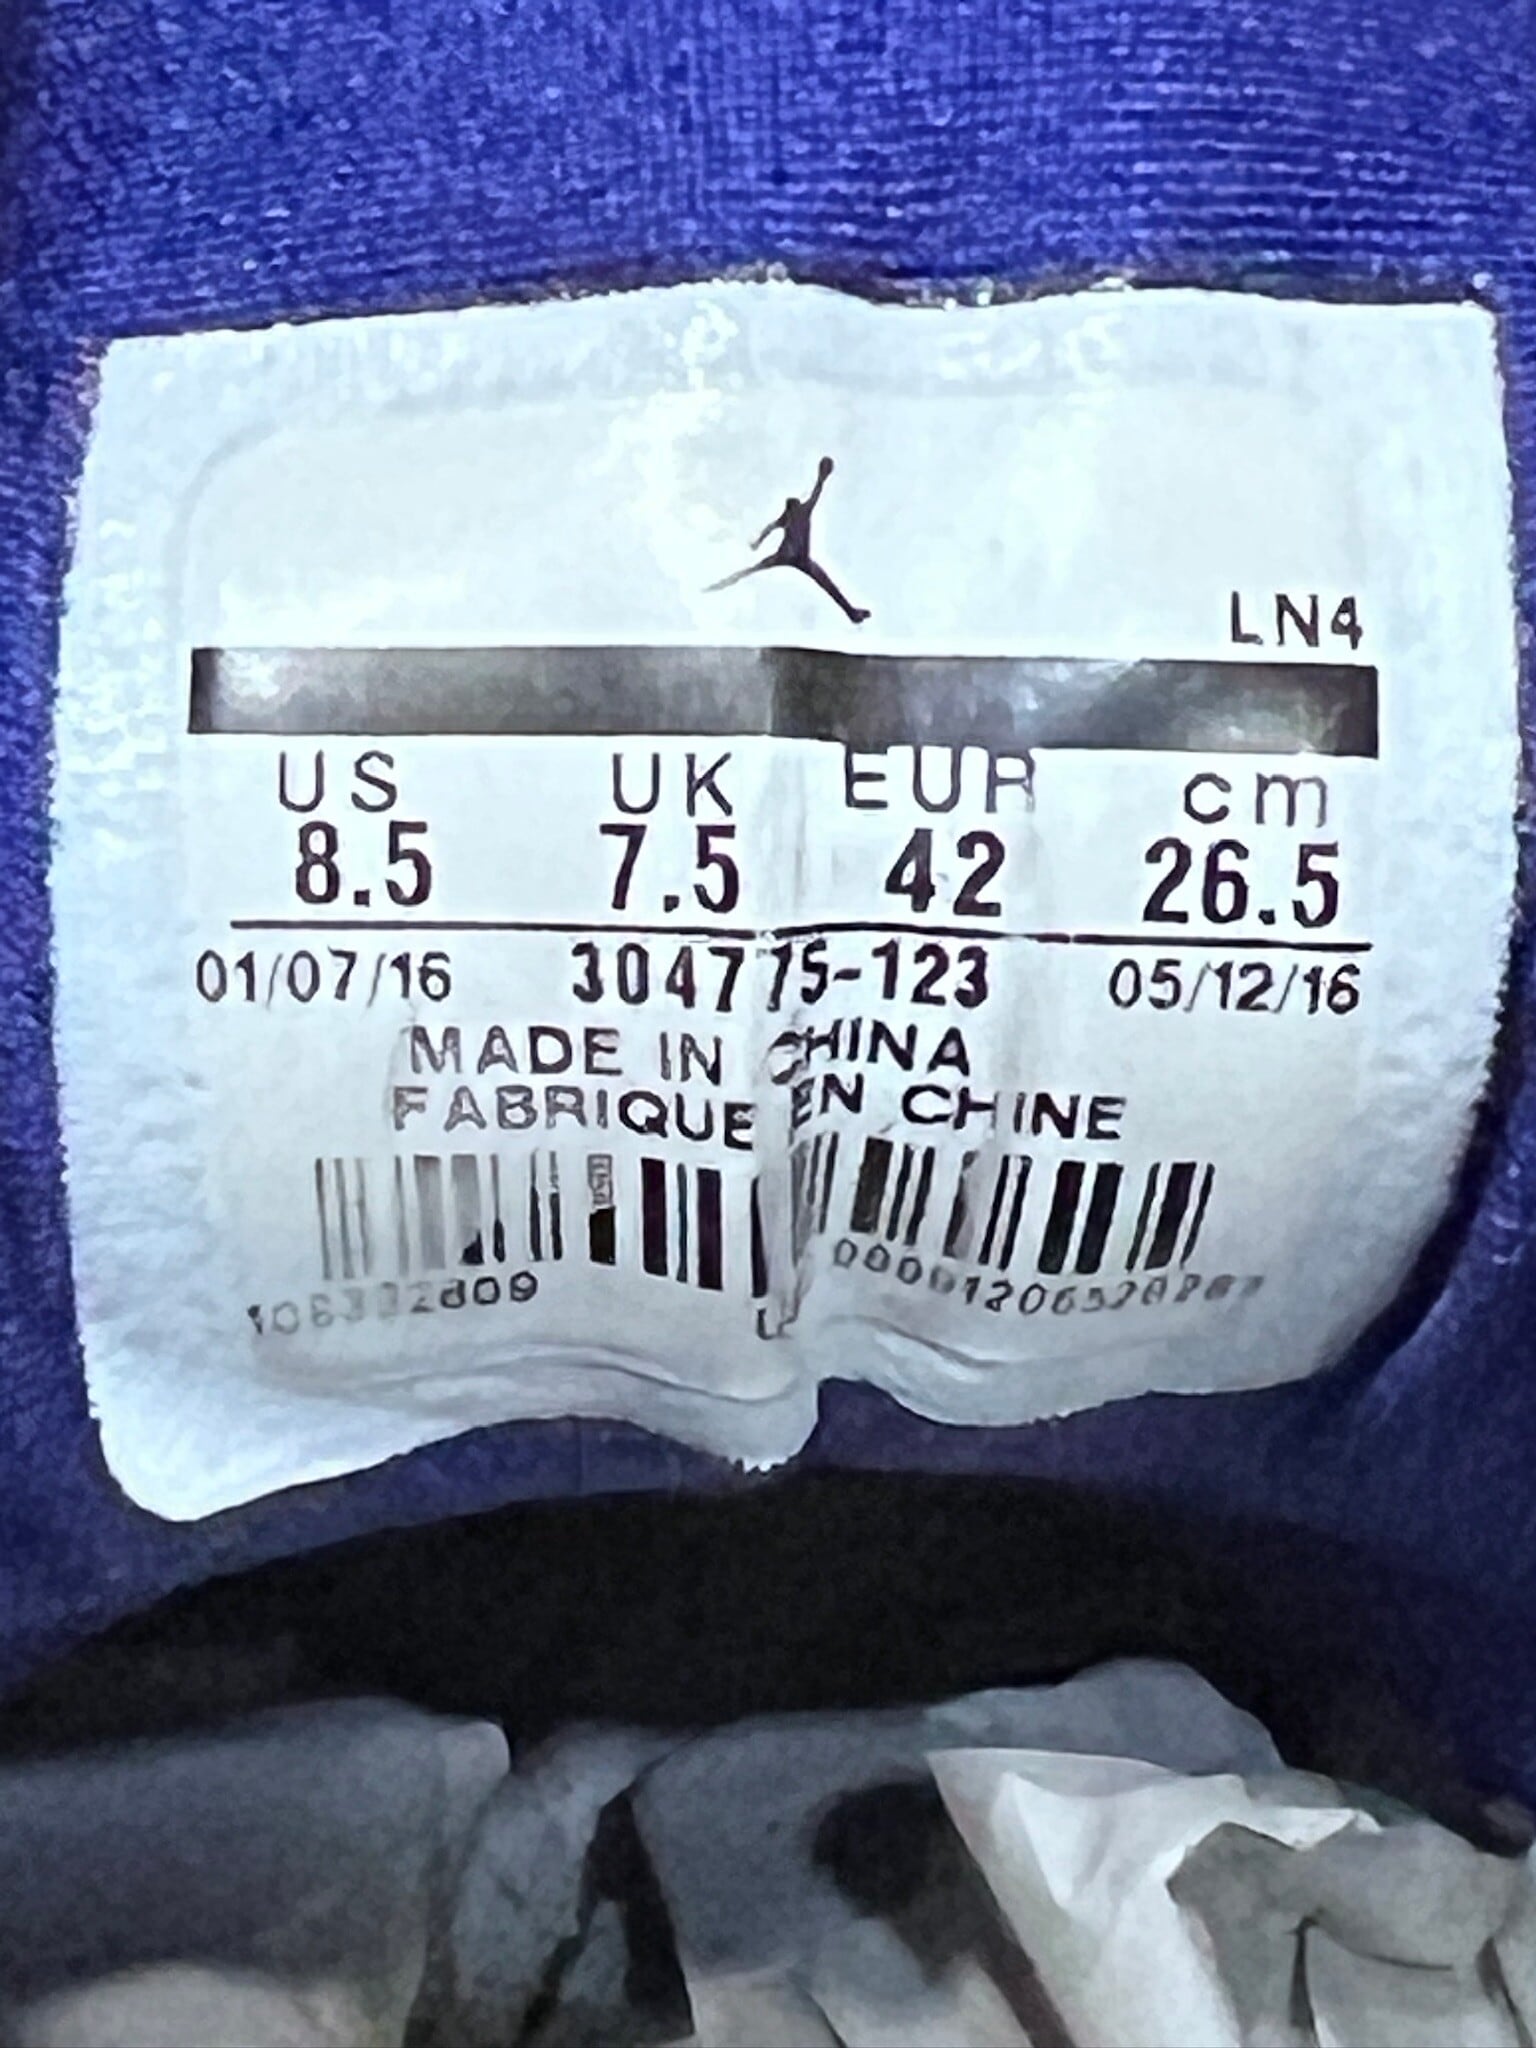 LN4
US UK EUR cm
8.5 7.5 42 26.5
01/07/16 304775-123 05/12/16
MADE IN CHINA
FABRIQUE EN CHINE